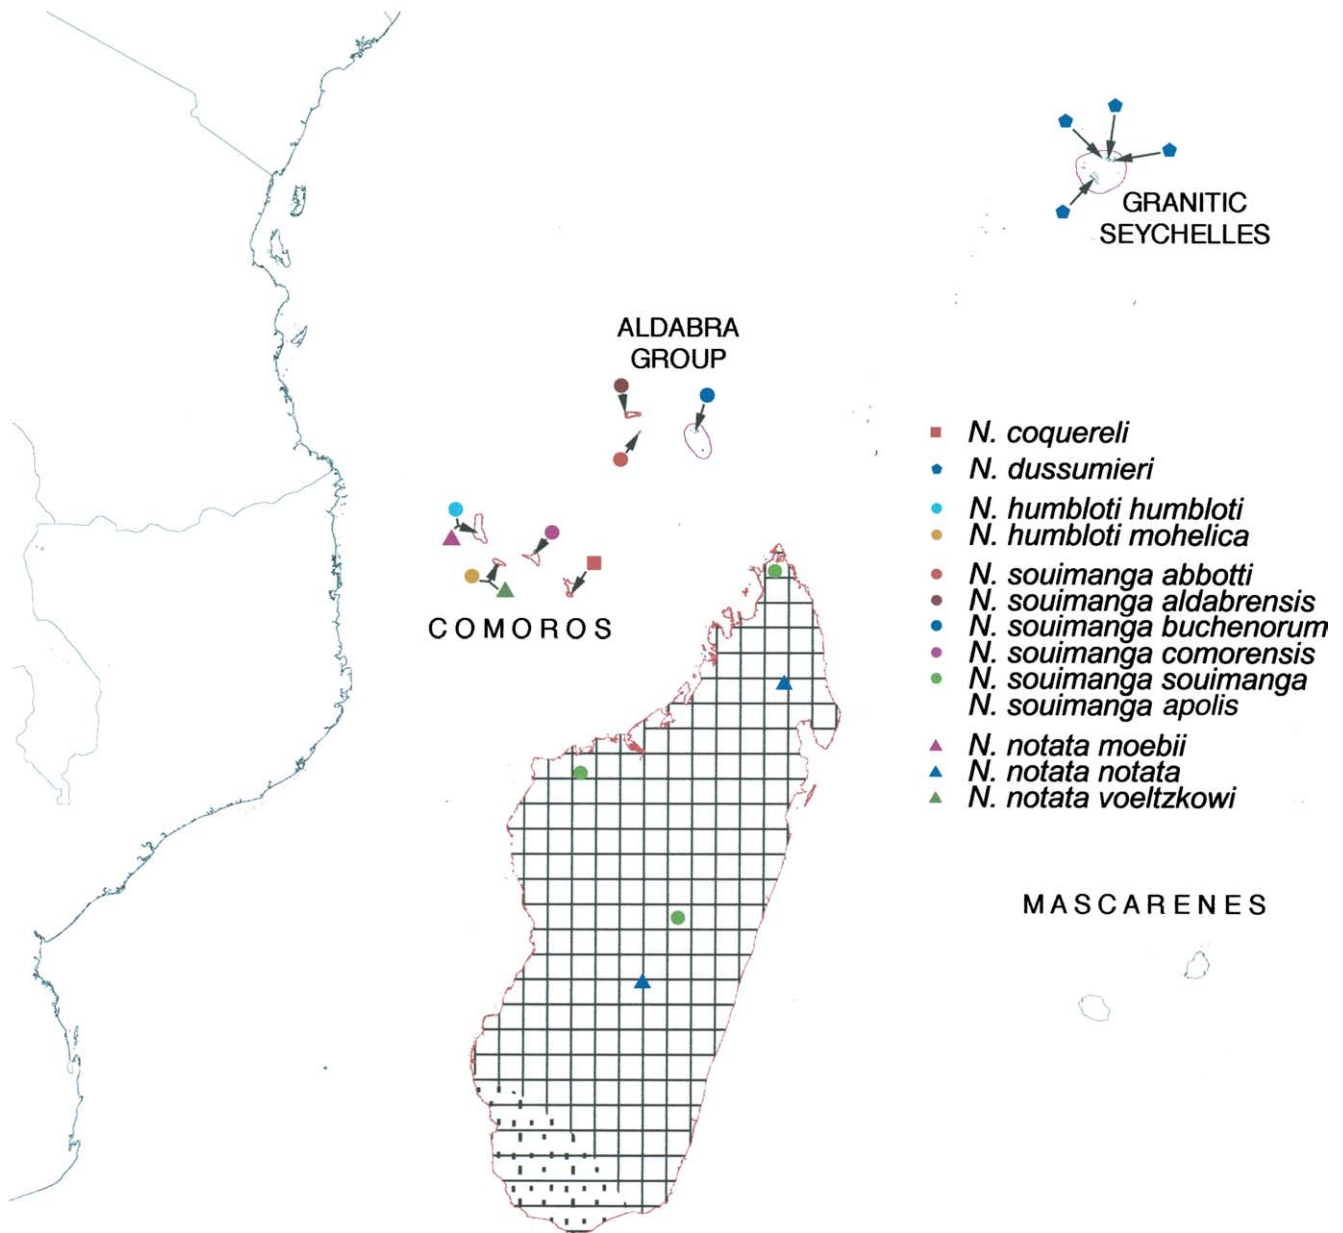 GRANITIC
SEYCHELLES
ALDABRA
GROUP
COMOROS
N. coquereli
N. dussumieri
N. humbloti humbloti
N. humbloti mohelica
N. souimanga abbotti
N. souimanga aldabrensis
N. souimanga buchenorum
N. souimanga comorensis
N. souimanga souimanga
N. souimanga apolis
N. notata moebii
N. notata notata
N. notata voeltzkowi
MASCARENES